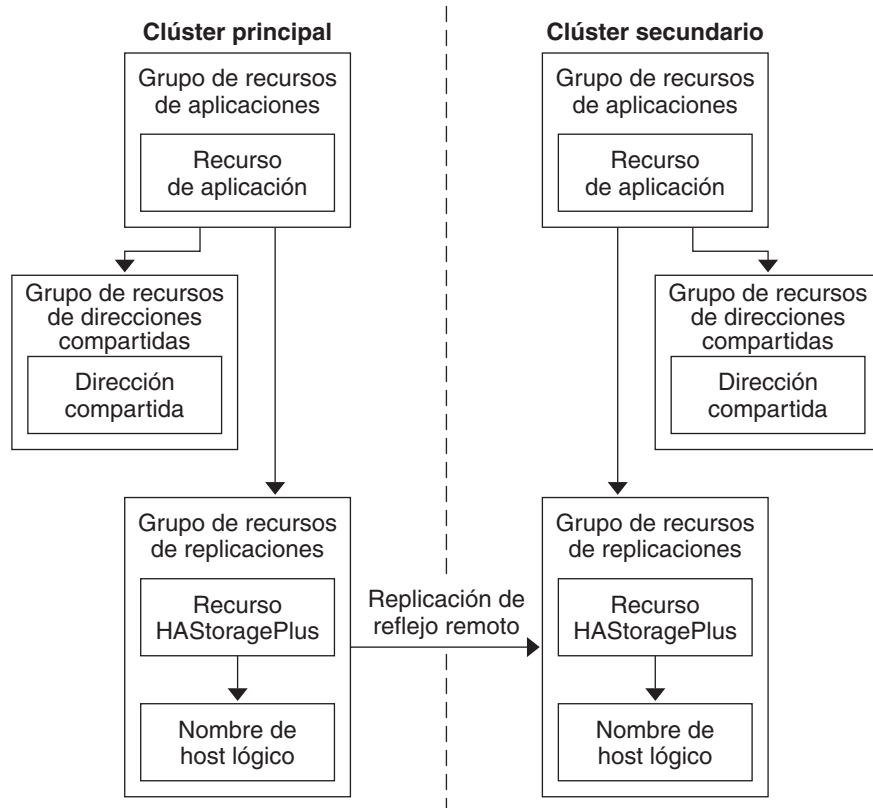 Clúster principal
Grupo de recursos
de aplicaciones
Recurso
de aplicación
Grupo de recursos
de direcciones
compartidas
Dirección
compartida
Grupo de recursos
de replicaciones
Recurso
HAStoragePlus
Nombre de
host lógico
Replicación de
reflejo remoto
Clúster secundario
Grupo de recursos
de aplicaciones
Recurso
de aplicación
Grupo de recursos
de direcciones
compartidas
Dirección
compartida
Grupo de recursos
de replicaciones
Recurso
HAStoragePlus
Nombre de
host lógico